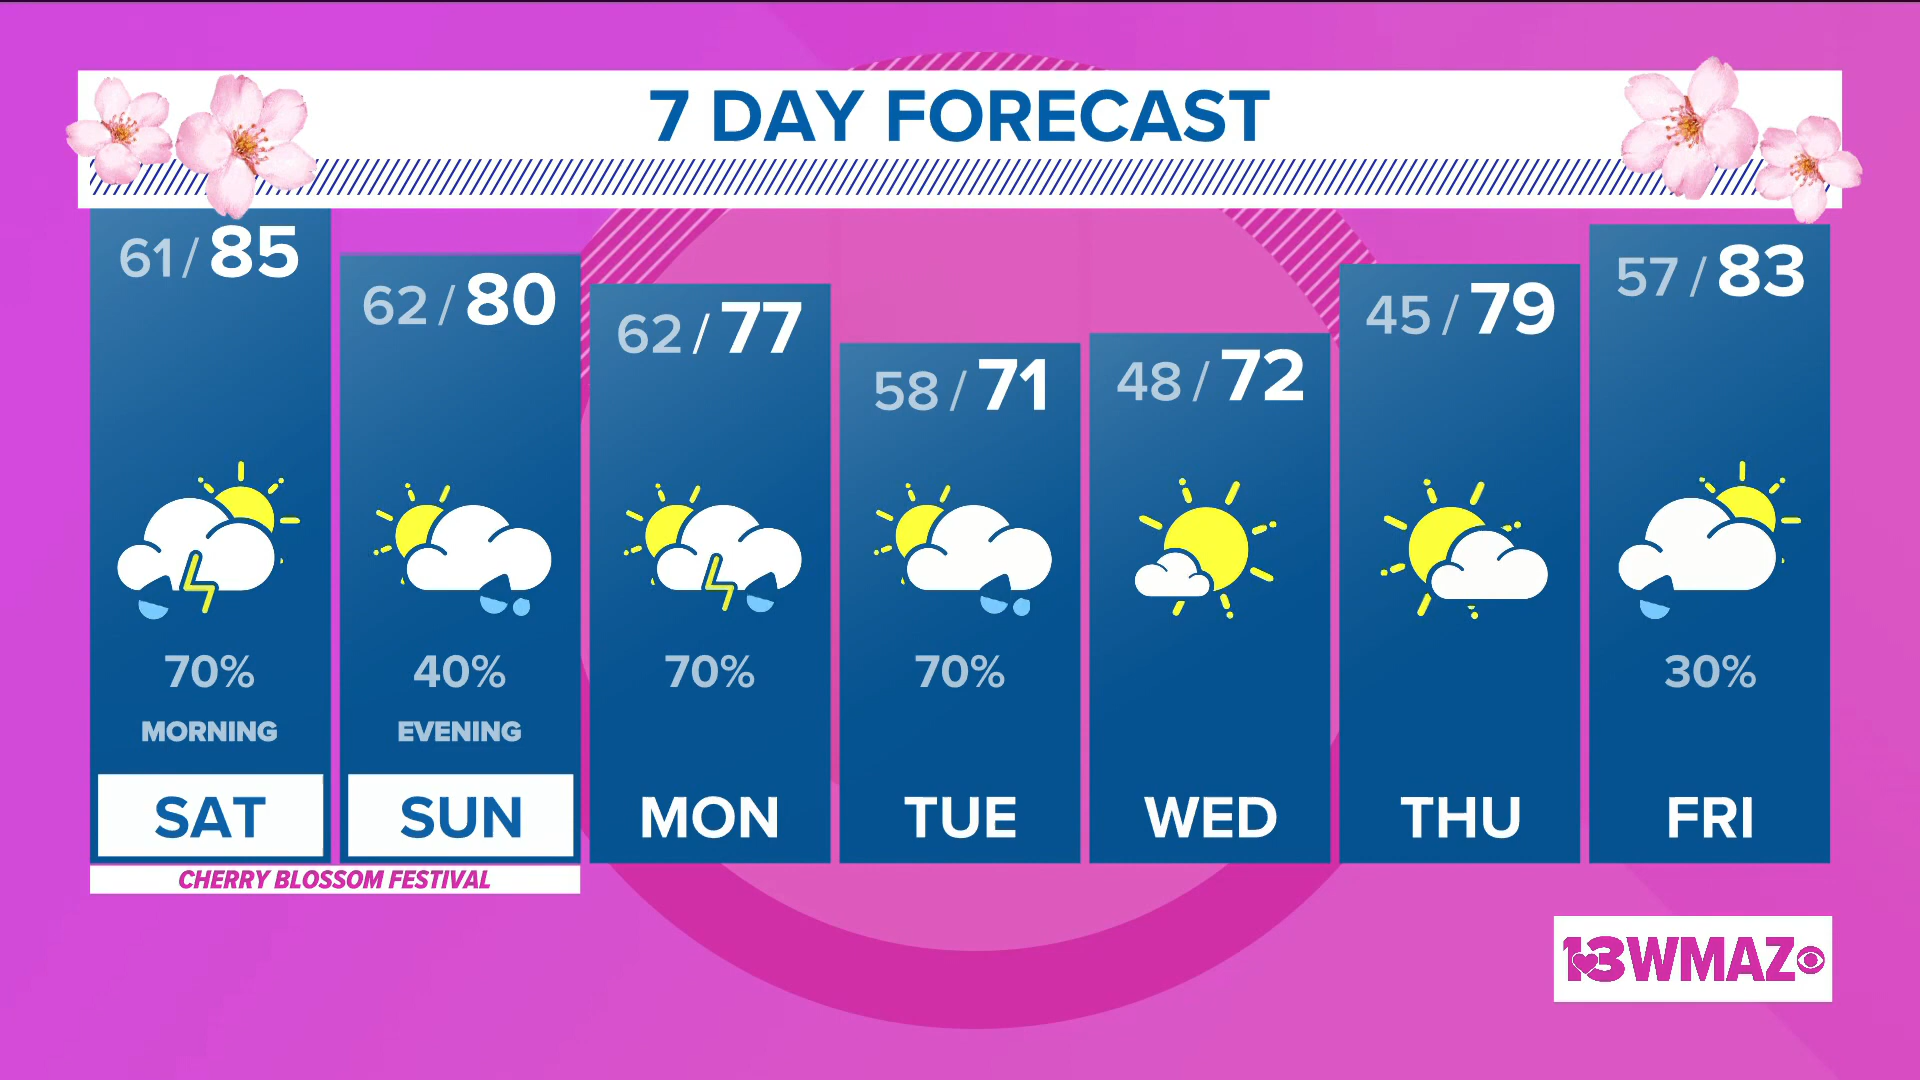 7 DAY FORECAST
61/85
62/80
62/77
58/71
48/72
45/79
57/83
70%
40%
70%
70%
30%
MORNING
EVENING
SAT
SUN
MON
TUE
WED
THU
FRI
CHERRY BLOSSOM FESTIVAL
13WMAZ